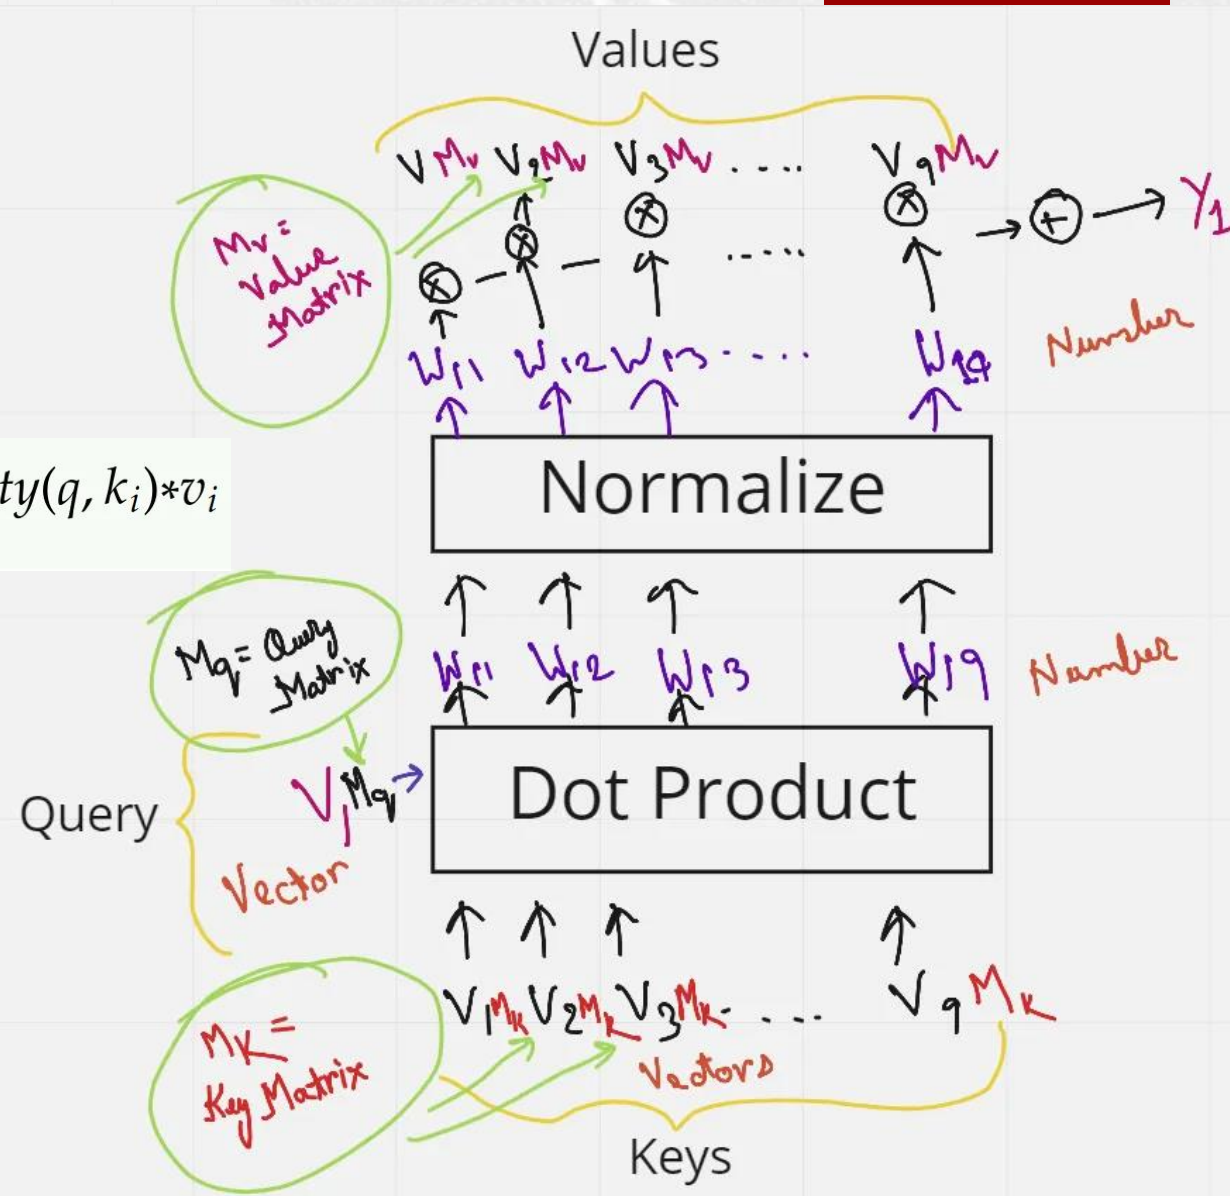 Values
V Mv V2Mv V3Mv ..... V9Mv
Mv =
Value
Matrix
Y1
.....
W11 W12 W13 ..... W19
Number
Normalize
ty(q, ki)*vi
Mq = Query
Matrix
W11 W12 W13 W19
Number
Query
V1Mq
Vector
Dot Product
V1Mk V2Mk V3Mk ..... V9Mk
Vectors
MK =
Key Matrix
Keys